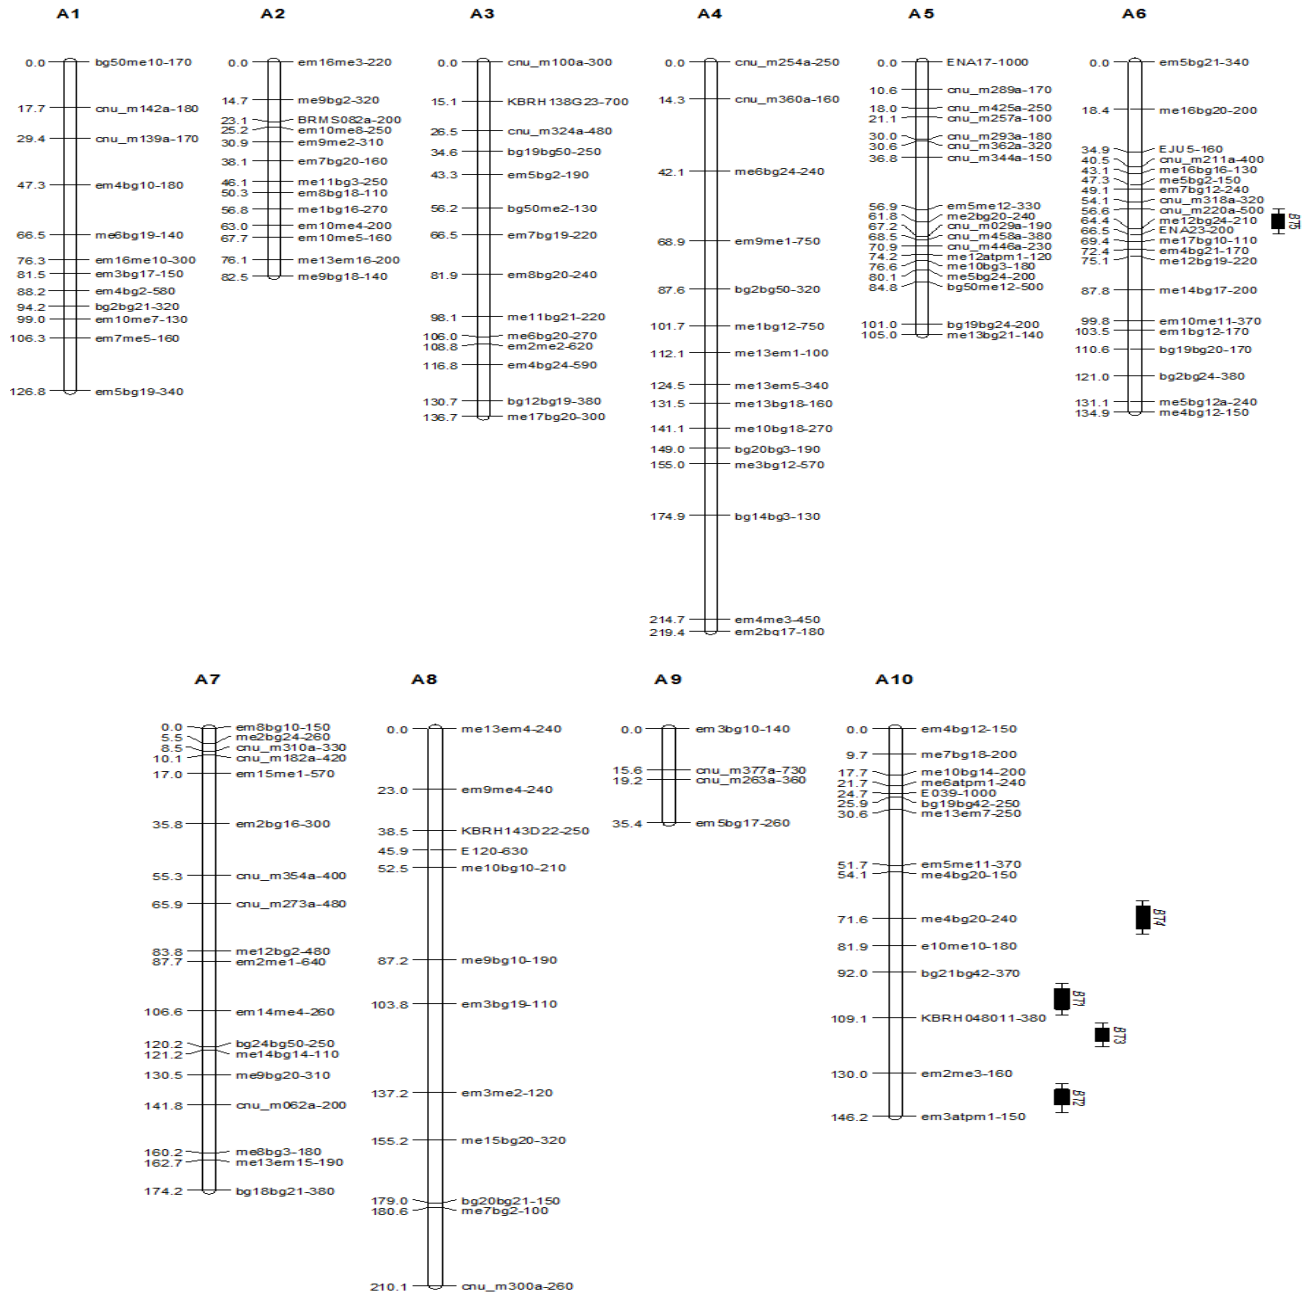 A1
0.0 bg50me10-170
17.7 cnu_m142a-180
29.4 cnu_m139a-170
47.3 em4bg10-180
66.5 me6bg19-140
76.3 em16me10-300
81.5 em3bg17-150
88.2 em4bg2-580
94.2 bg2bg21-320
99.0 em10me7-130
106.3 em7me5-160
126.8 em5bg19-340
A2
0.0 em16me3-220
14.7 me9bg2-320
23.1 BRMS082a-200
25.2 em10me8-250
30.9 em9me2-310
38.1 em7bg20-160
46.1 me11bg3-250
50.3 em8bg18-110
56.8 me1bg16-270
63.0 em10me4-200
67.7 em10me5-160
76.1 me13em16-200
82.5 me9bg18-140
A3
0.0 cnu_m100a-300
15.1 KBRH138G23-700
26.5 cnu_m324a-480
34.6 bg19bg50-250
43.3 em5bg2-190
56.2 bg50me2-130
66.5 em7bg19-220
81.9 em8bg20-240
98.1 me11bg21-220
106.0 me6bg20-270
108.8 em2me2-620
116.8 em4bg24-590
130.7 bg12bg19-380
136.7 me17bg20-300
A4
0.0 cnu_m254a-250
14.3 cnu_m360a-160
42.1 me6bg24-240
68.9 em9me1-750
87.6 bg2bg50-320
101.7 me1bg12-750
112.1 me13em1-100
124.5 me13em5-340
131.5 me13bg18-160
141.1 me10bg18-270
149.0 bg20bg3-190
155.0 me3bg12-570
174.9 bg14bg3-130
214.7 em4me3-450
219.4 em2bg17-180
A5
0.0 ENA17-1000
10.6 cnu_m289a-170
18.0 cnu_m425a-250
21.1 cnu_m257a-100
30.0 cnu_m293a-180
30.6 cnu_m362a-320
36.8 cnu_m344a-150
56.9 em5me12-330
61.8 me2bg20-240
67.2 cnu_m029a-190
68.5 cnu_m458a-380
70.9 cnu_m446a-230
74.2 me12atpm1-120
76.6 me10bg3-180
80.1 me5bg24-200
84.8 bg50me12-500
101.0 bg19bg24-200
105.0 me13bg21-140
A6
0.0 em5bg21-340
18.4 me16bg20-200
34.9 EJU5-160
40.5 cnu_m211a-400
43.1 me16bg16-130
47.3 me5bg2-150
49.1 em7bg12-240
54.1 cnu_m318a-320
56.6 cnu_m220a-500
64.4 me12bg24-210
66.5 ENA23-200
69.4 me17bg10-110
72.4 em4bg21-170
75.1 me12bg19-220
87.8 me14bg17-200
99.8 em10me11-370
103.5 em1bg12-170
110.6 bg19bg20-170
121.0 bg2bg24-380
131.1 me5bg12a-240
134.9 me4bg12-150
BT5
A7
0.0 em8bg10-150
5.5 me2bg24-260
8.5 cnu_m310a-330
10.1 cnu_m182a-420
17.0 em15me1-570
35.8 em2bg16-300
55.3 cnu_m354a-400
65.9 cnu_m273a-480
83.8 me12bg2-480
87.7 em2me1-640
106.6 em14me4-260
120.2 bg24bg50-250
121.2 me14bg14-110
130.5 me9bg20-310
141.8 cnu_m062a-200
160.2 me8bg3-180
162.7 me13em15-190
174.2 bg18bg21-380
A8
0.0 me13em4-240
23.0 em9me4-240
38.5 KBRH143D22-250
45.9 E120-630
52.5 me10bg10-210
87.2 me9bg10-190
103.8 em3bg19-110
137.2 em3me2-120
155.2 me15bg20-320
179.0 bg20bg21-150
180.6 me7bg2-100
210.1 cnu_m300a-260
A9
0.0 em3bg10-140
15.6 cnu_m377a-730
19.2 cnu_m263a-360
35.4 em5bg17-260
A10
0.0 em4bg12-150
9.7 me7bg18-200
17.7 me10bg14-200
21.7 me6atpm1-240
24.7 E039-1000
25.9 bg19bg42-250
30.6 me13em7-250
51.7 em5me11-370
54.1 me4bg20-150
71.6 me4bg20-240
81.9 e10me10-180
92.0 bg21bg42-370
109.1 KBRH048O11-380
130.0 em2me3-160
146.2 em3atpm1-150
BT4
BT1
BT3
BT2